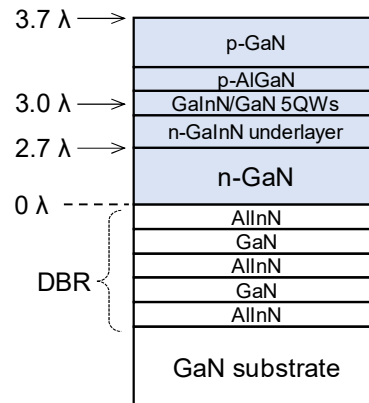 3.7 λ
p-GaN
p-AlGaN
3.0 λ
GaInN/GaN 5QWs
n-GaInN underlayer
2.7 λ
n-GaN
0 λ
AlInN
GaN
AlInN
DBR
GaN
AlInN
GaN substrate